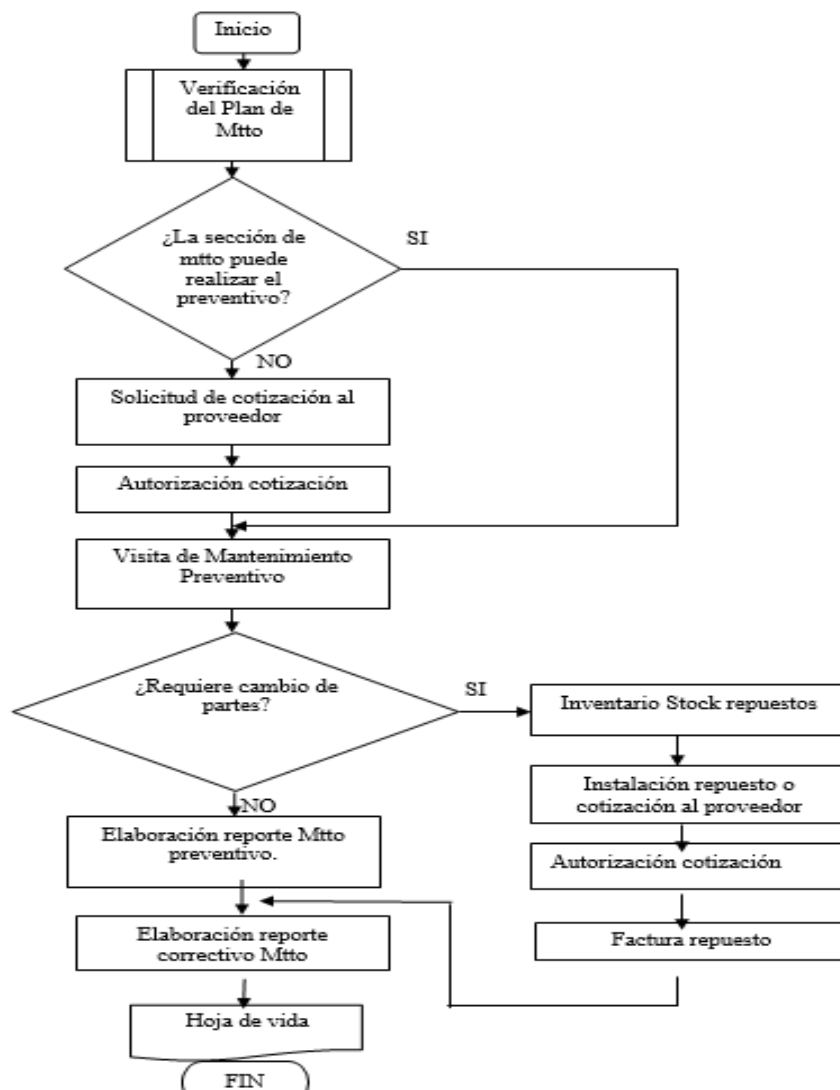 Inicio
Verificación
del Plan de
Mtto
¿La sección de
mtto puede
realizar el
preventivo?
SI
NO
Solicitud de cotización al
proveedor
Autorización cotización
Visita de Mantenimiento
Preventivo
¿Requiere cambio de
partes?
SI
Inventario Stock repuestos
Instalación repuesto o
cotización al proveedor
Autorización cotización
Factura repuesto
NO
Elaboración reporte Mtto
preventivo.
Elaboración reporte
correctivo Mtto
Hoja de vida
FIN